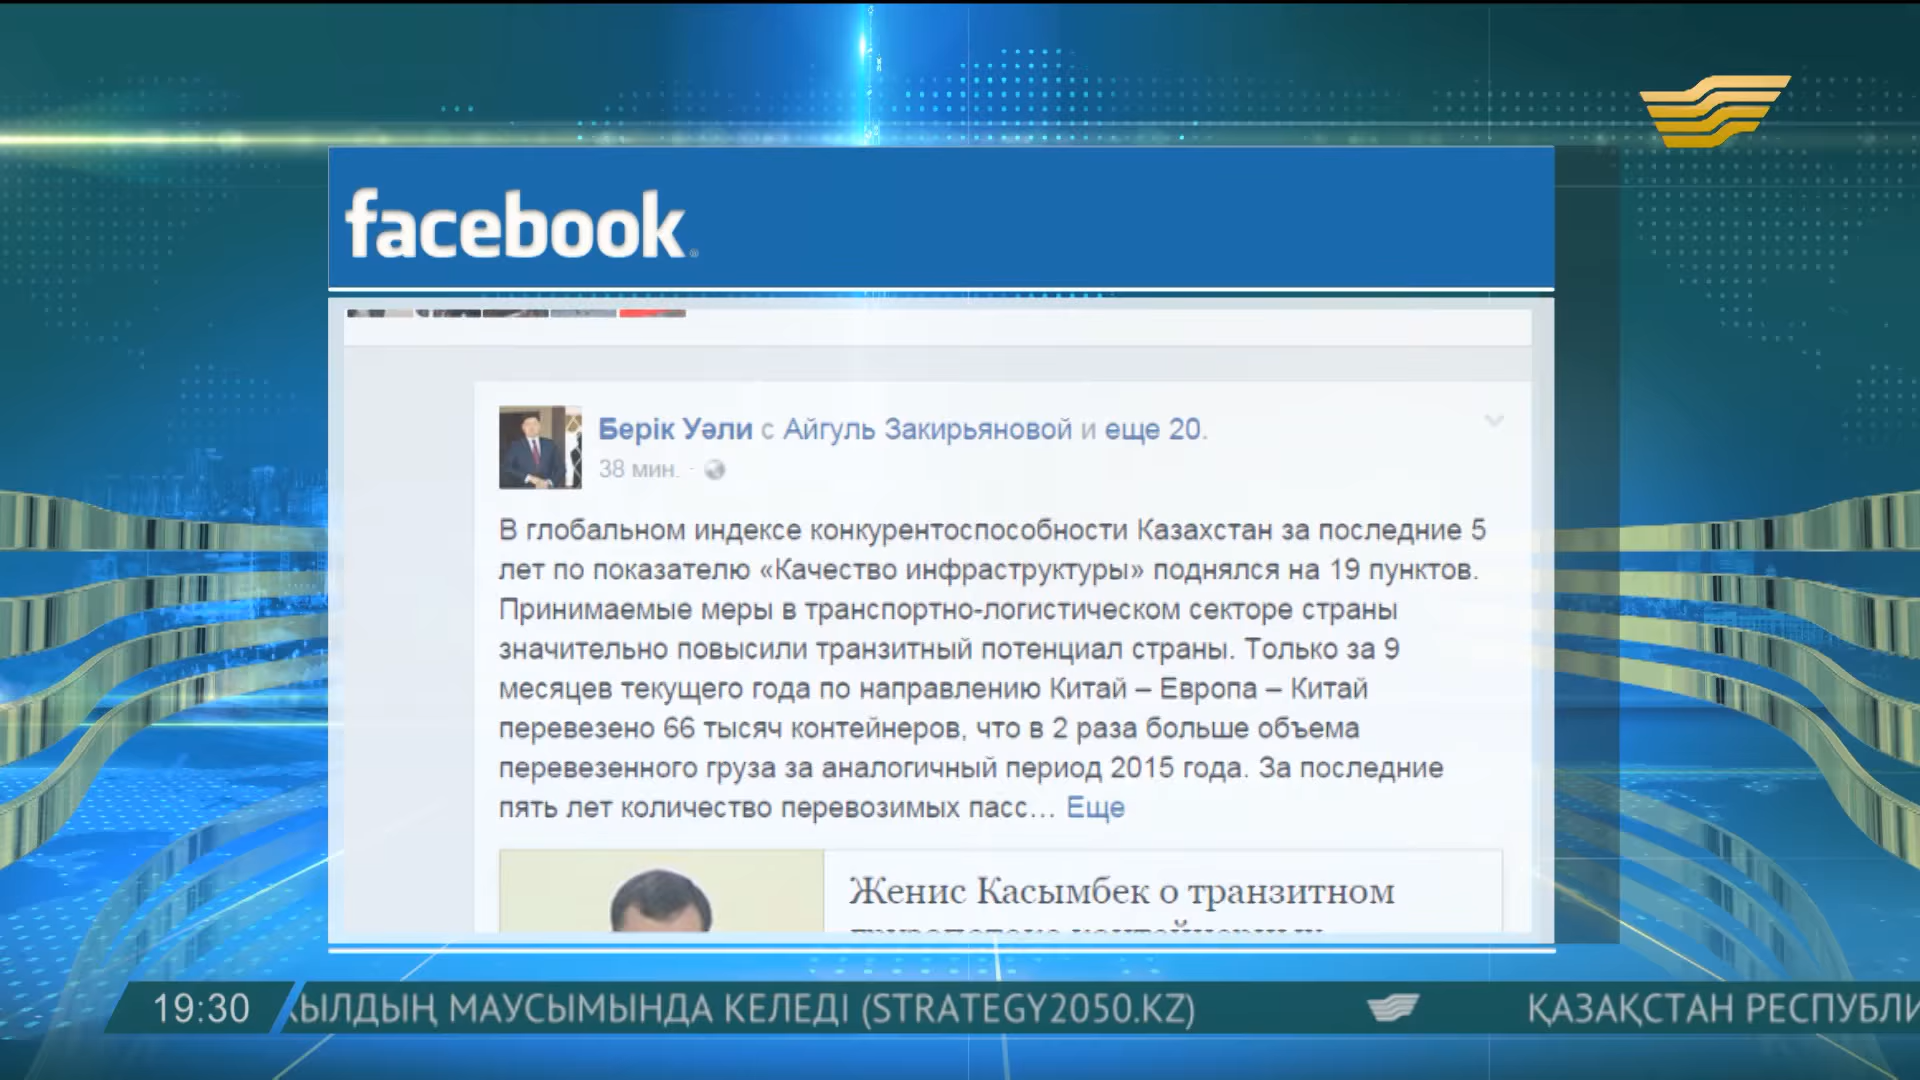 facebook
Берік Уәли с Айгуль Закирьяновой и еще 20.
38 мин. ·
В глобальном индексе конкурентоспособности Казахстан за последние 5
лет по показателю «Качество инфраструктуры» поднялся на 19 пунктов.
Принимаемые меры в транспортно-логистическом секторе страны
значительно повысили транзитный потенциал страны. Только за 9
месяцев текущего года по направлению Китай – Европа – Китай
перевезено 66 тысяч контейнеров, что в 2 раза больше объема
перевезенного груза за аналогичный период 2015 года. За последние
пять лет количество перевозимых пасс... Еще
Женис Касымбек о транзитном
19:30 ЫЛДЫҢ МАУСЫМЫНДА КЕЛЕДІ (STRATEGY2050.KZ) ҚАЗАҚСТАН РЕСПУБЛИ